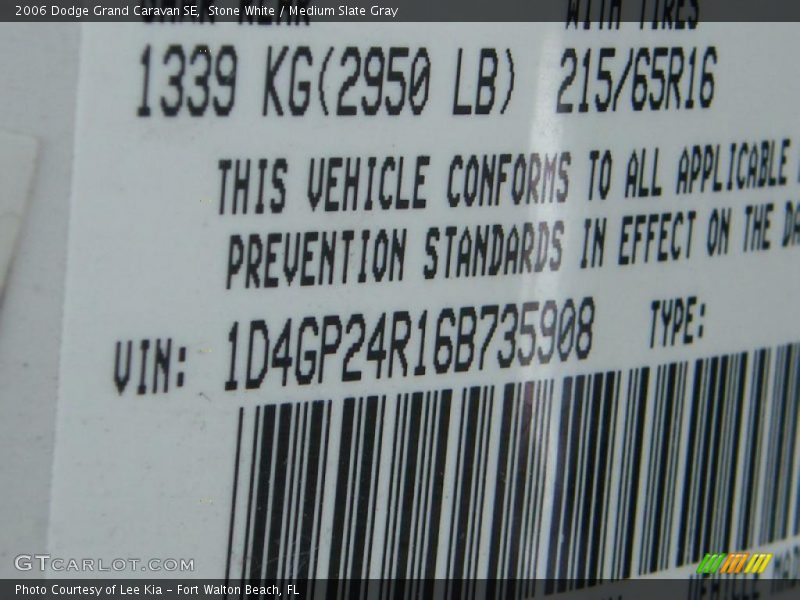 2006 Dodge Grand Caravan SE, Stone White / Medium Slate Gray
WITH TIRES
1339 KG(2950 LB) 215/65R16
THIS VEHICLE CONFORMS TO ALL APPLICABLE
PREVENTION STANDARDS IN EFFECT ON THE DA
VIN: 1D4GP24R16B735908 TYPE:
GTCARLOT.COM
Photo Courtesy of Lee Kia – Fort Walton Beach, FL